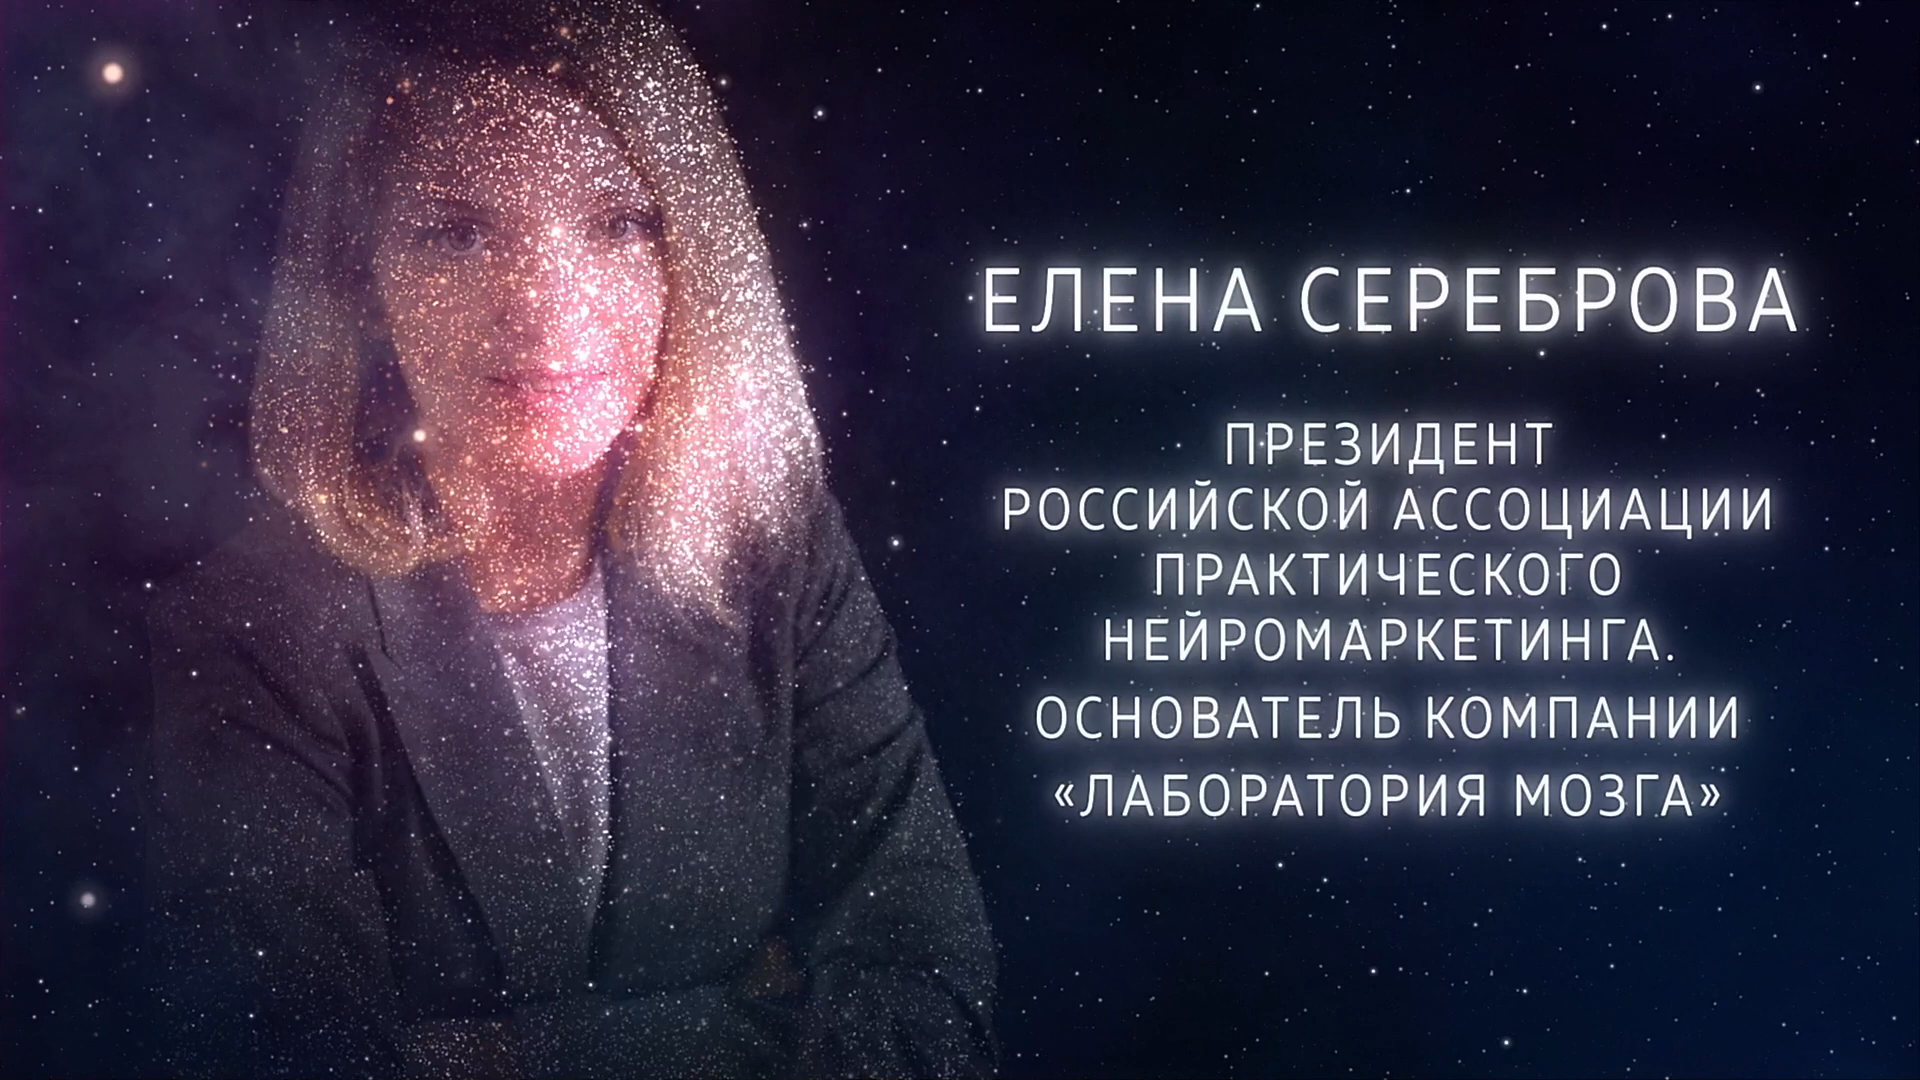 ЕЛЕНА СЕРЕБРОВА
ПРЕЗИДЕНТ
РОССИЙСКОЙ АССОЦИАЦИИ
ПРАКТИЧЕСКОГО
НЕЙРОМАРКЕТИНГА.
ОСНОВАТЕЛЬ КОМПАНИИ
«ЛАБОРАТОРИЯ МОЗГА»